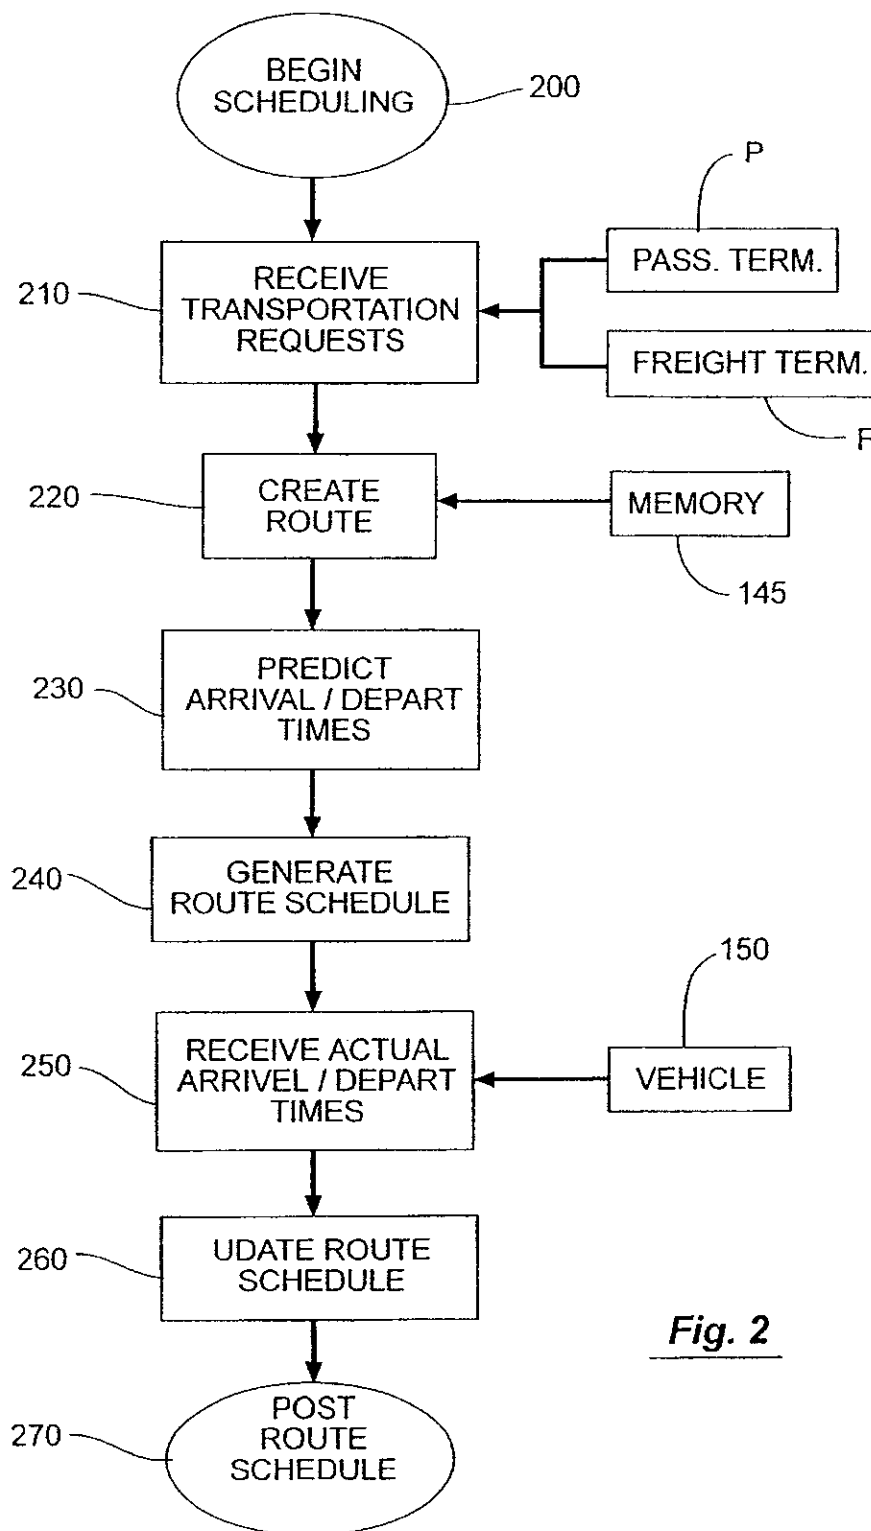 BEGIN
SCHEDULING
200
P
PASS. TERM.
210
RECEIVE
TRANSPORTATION
REQUESTS
FREIGHT TERM.
F
220
CREATE
ROUTE
MEMORY
145
230
PREDICT
ARRIVAL / DEPART
TIMES
240
GENERATE
ROUTE SCHEDULE
150
250
RECEIVE ACTUAL
ARRIVEL / DEPART
TIMES
VEHICLE
260
UDATE ROUTE
SCHEDULE
Fig. 2
270
POST
ROUTE
SCHEDULE